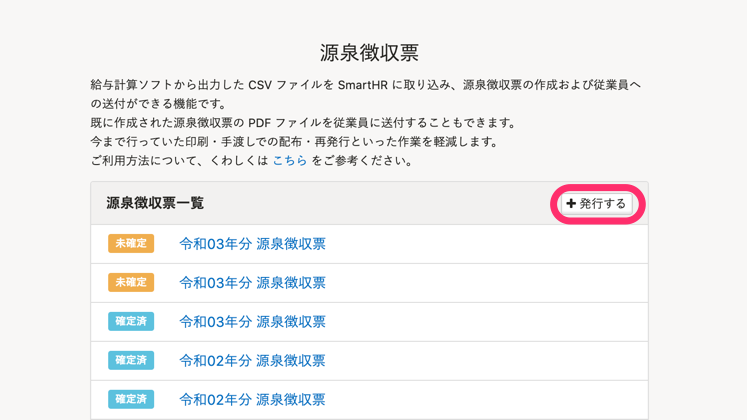 源泉徴収票
給与計算ソフトから出力した CSV ファイルを SmartHR に取り込み、源泉徴収票の作成および従業員へ
の送付ができる機能です。
既に作成された源泉徴収票の PDF ファイルを従業員に送付することもできます。
今まで行っていた印刷・手渡しでの配布・再発行といった作業を軽減します。
ご利用方法について、くわしくは こちら をご参考ください。
源泉徴収票一覧
+ 発行する
未確定 令和03年分 源泉徴収票
未確定 令和03年分 源泉徴収票
確定済 令和03年分 源泉徴収票
確定済 令和02年分 源泉徴収票
確定済 令和02年分 源泉徴収票